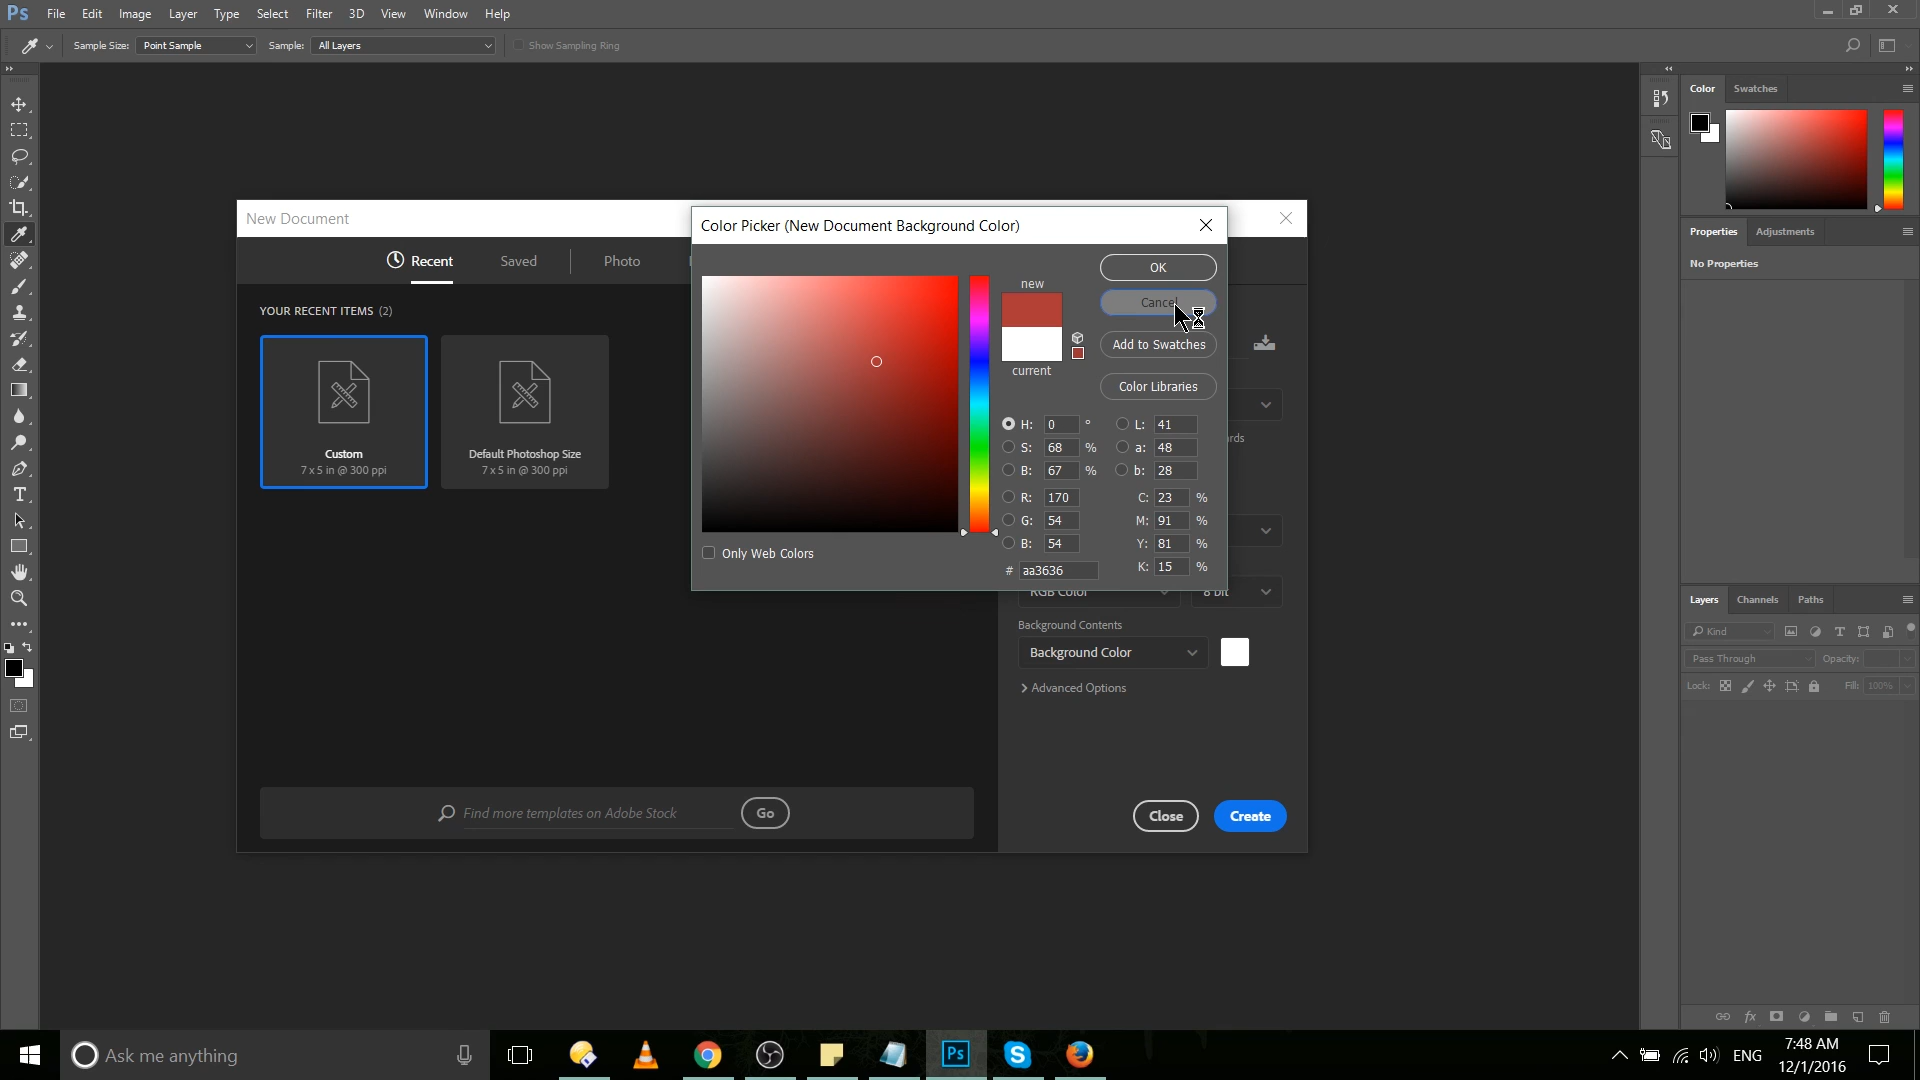 Ps File Edit Image Layer Type Select Filter 3D View Window Help
Sample Size: Point Sample Sample: All Layers Show Sampling Ring
Color Swatches
Properties Adjustments
No Properties
New Document
Recent Saved Photo
YOUR RECENT ITEMS (2)
Custom
7 x 5 in @ 300 ppi
Default Photoshop Size
7 x 5 in @ 300 ppi
Find more templates on Adobe Stock Go
Color Picker (New Document Background Color)
OK
Cancel
Add to Swatches
Color Libraries
new
current
H: 0 ° L: 41
S: 68 % a: 48
B: 67 % b: 28
R: 170 C: 23 %
G: 54 M: 91 %
B: 54 Y: 81 %
# aa3636 K: 15 %
Only Web Colors
RGB Color 8 bit
Background Contents
Background Color
Advanced Options
Close Create
Layers Channels Paths
Kind
Pass Through Opacity:
Lock: Fill: 100%
Ask me anything
Ps
ENG
7:48 AM
12/1/2016